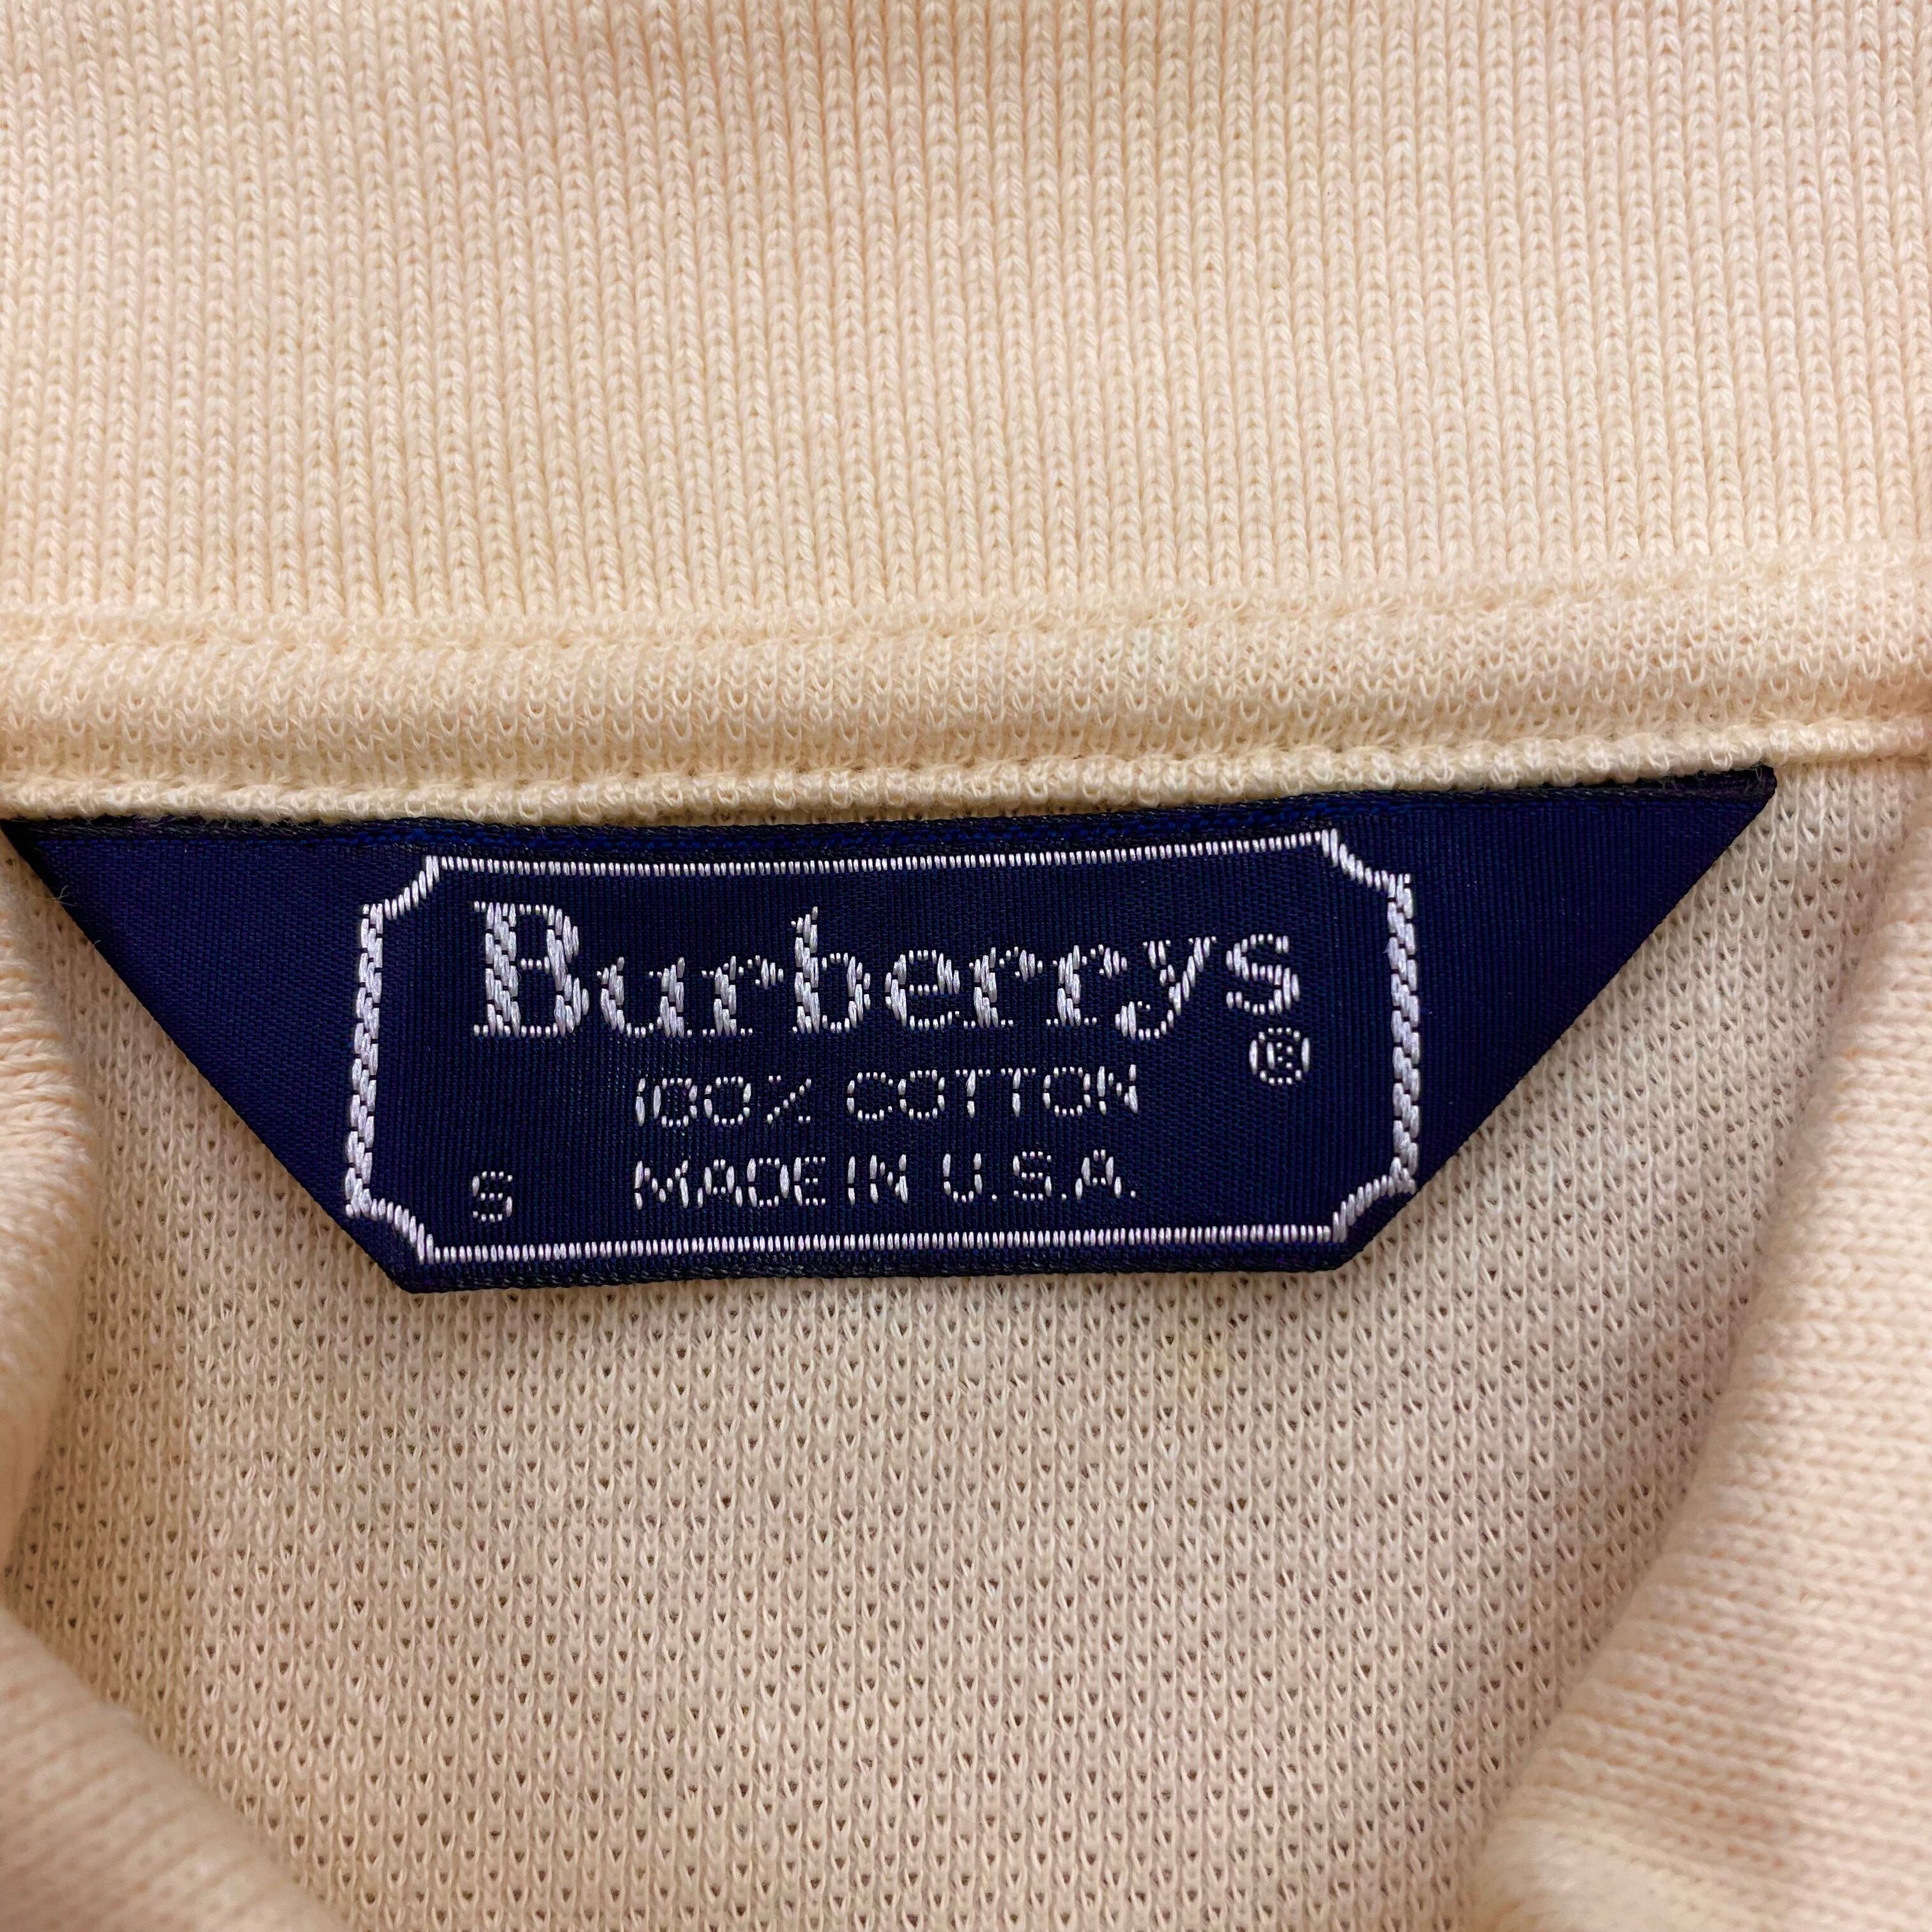 Burberrys
®
100% COTTON
S MADE IN U.S.A.